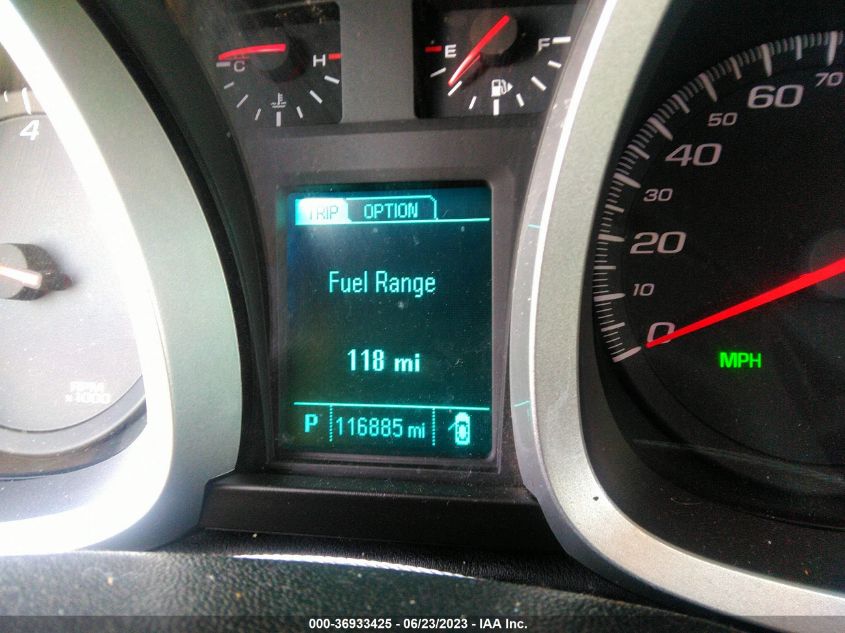 C H
E F
4
TRIP OPTION
Fuel Range
118 mi
P 116885 mi
RPM
x1000
0
10
20
30
40
50
60
70
MPH
000-36933425 - 06/23/2023 - IAA Inc.